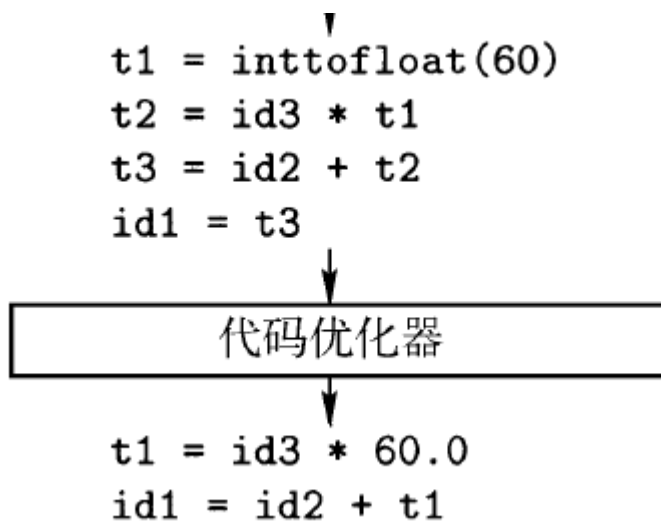 t1 = inttofloat(60)
t2 = id3 * t1
t3 = id2 + t2
id1 = t3
代码优化器
t1 = id3 * 60.0
id1 = id2 + t1